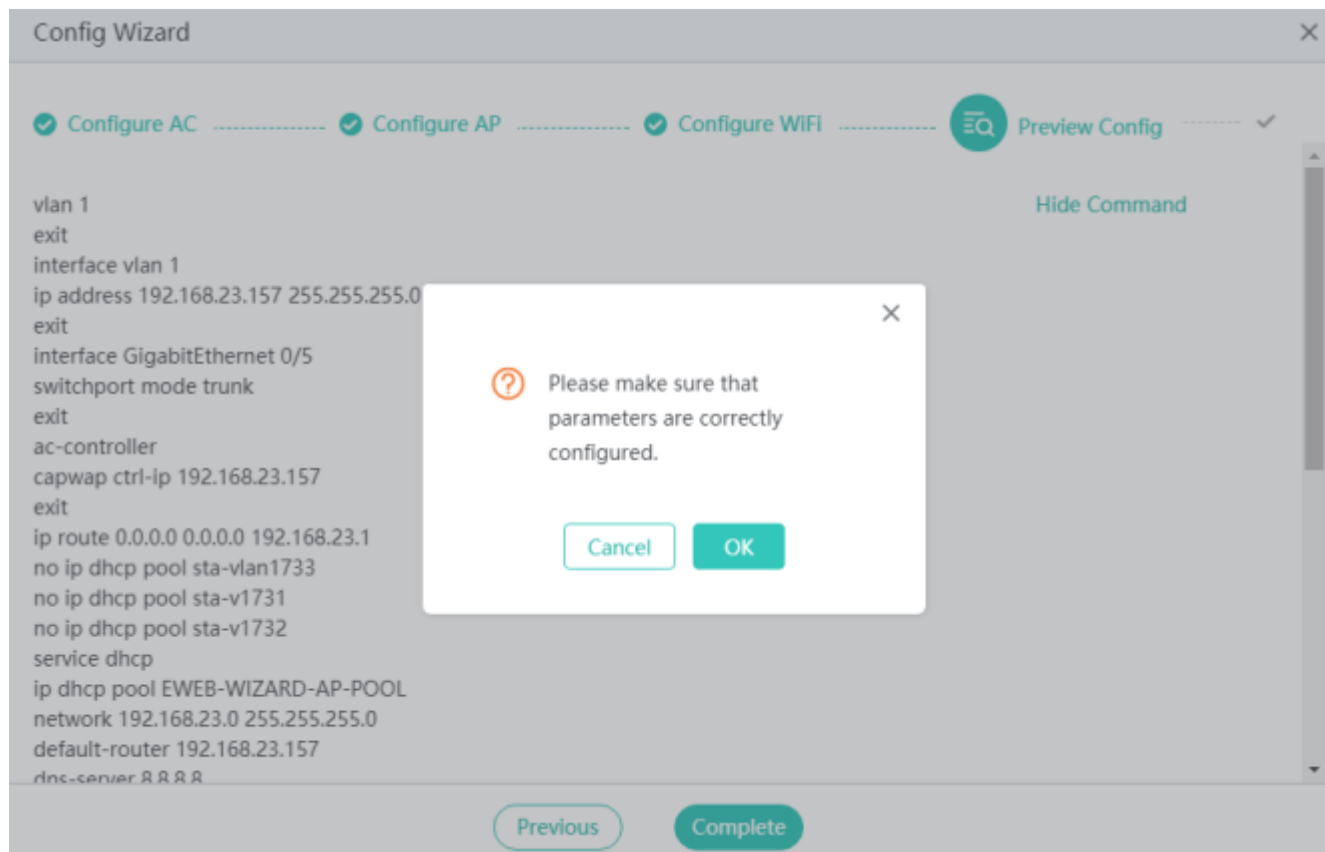 Config Wizard
Configure AC
Configure AP
Configure WiFi
Preview Config
Hide Command
vlan 1
exit
interface vlan 1
ip address 192.168.23.157 255.255.255.0
exit
interface GigabitEthernet 0/5
switchport mode trunk
exit
ac-controller
capwap ctrl-ip 192.168.23.157
exit
ip route 0.0.0.0 0.0.0.0 192.168.23.1
no ip dhcp pool sta-vlan1733
no ip dhcp pool sta-v1731
no ip dhcp pool sta-v1732
service dhcp
ip dhcp pool EWEB-WIZARD-AP-POOL
network 192.168.23.0 255.255.255.0
default-router 192.168.23.157
dns-server 8.8.8.8
Please make sure that
parameters are correctly
configured.
Cancel
OK
Previous
Complete